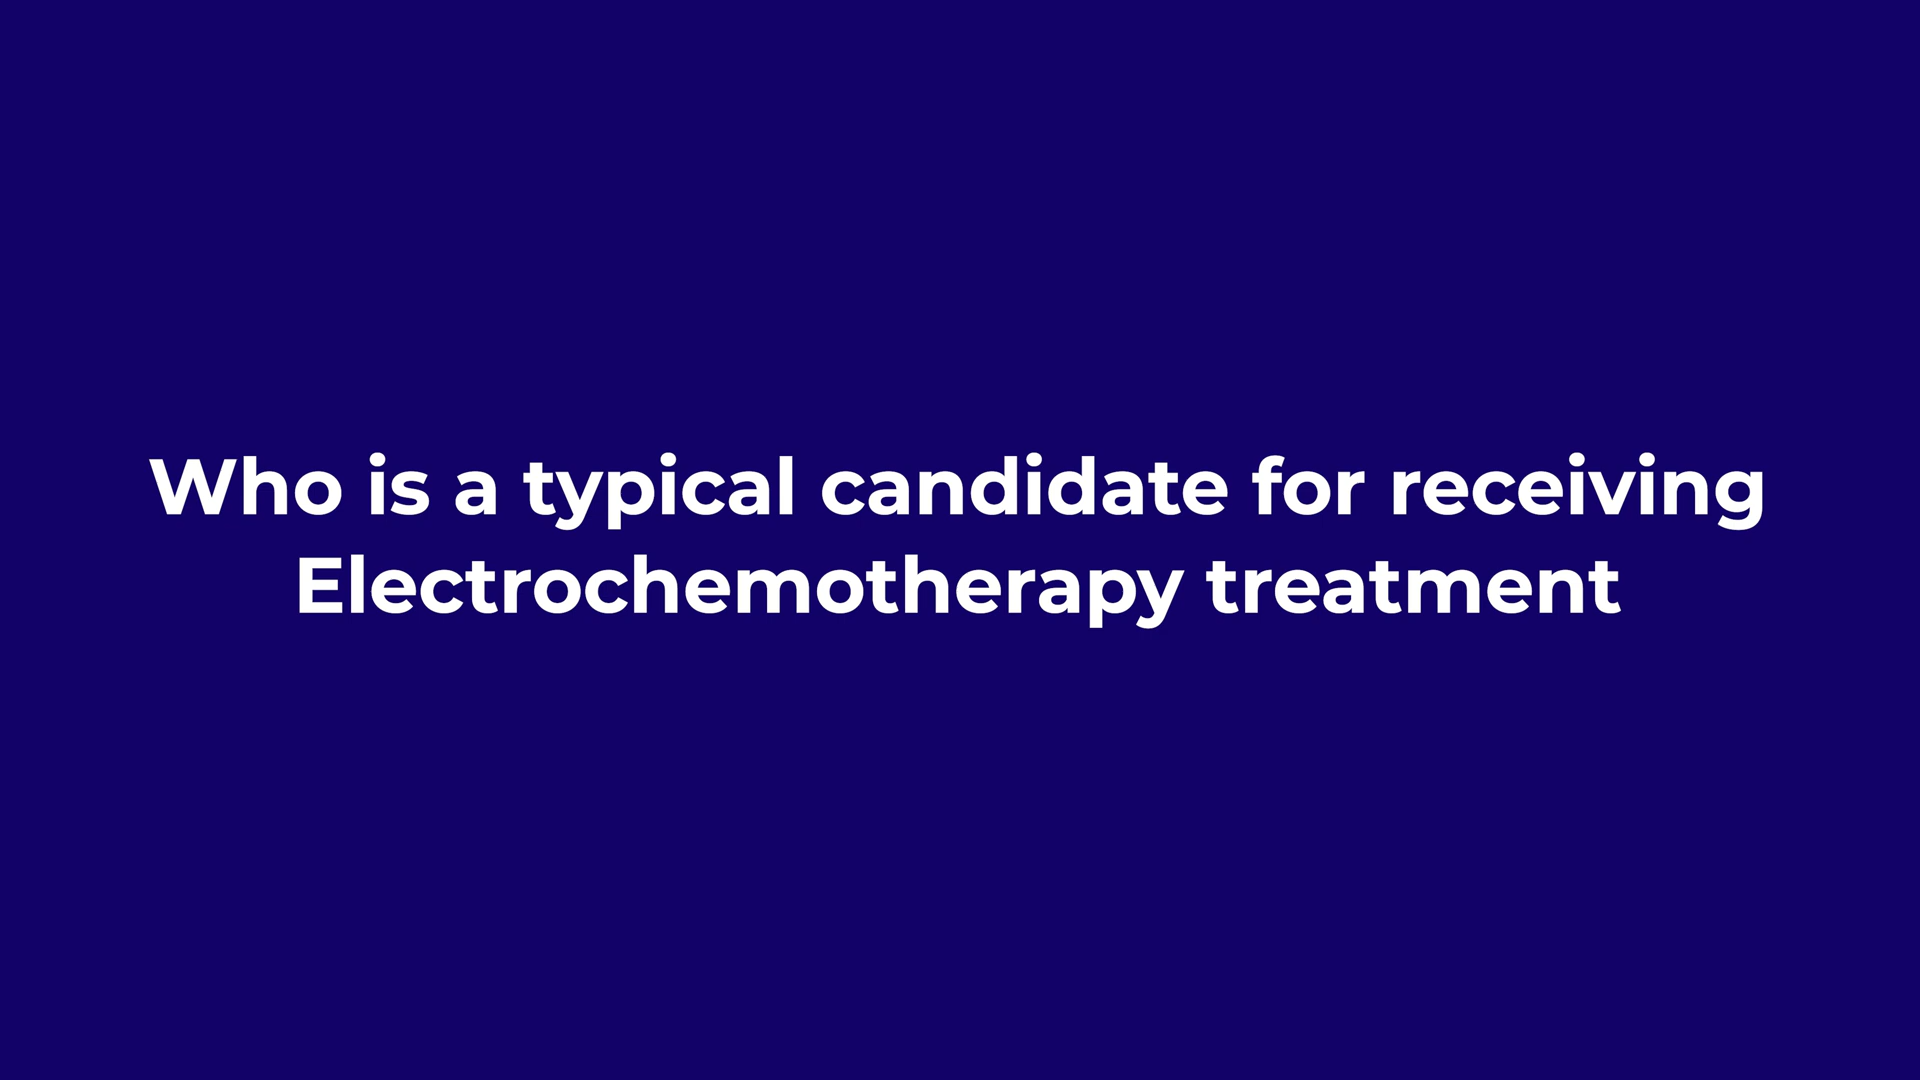 Who is a typical candidate for receiving
Electrochemotherapy treatment